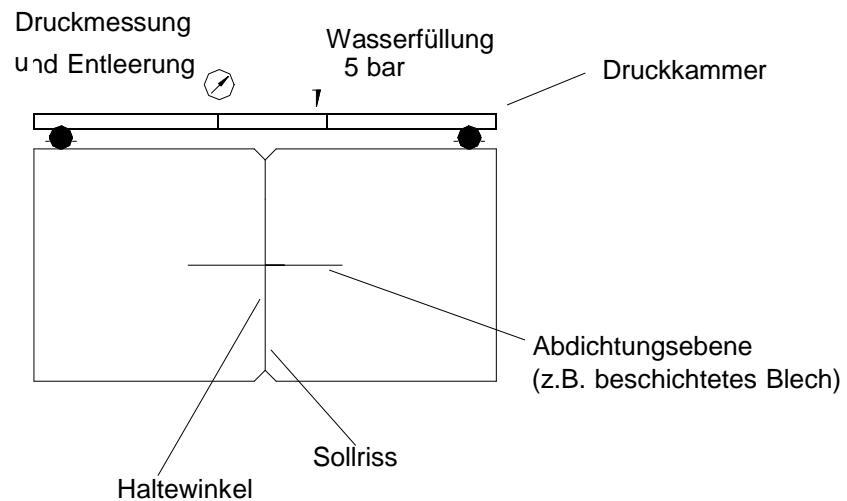 Druckmessung
und Entleerung
Wasserfüllung
5 bar
Druckkammer
Abdichtungsebene
(z.B. beschichtetes Blech)
Sollriss
Haltewinkel